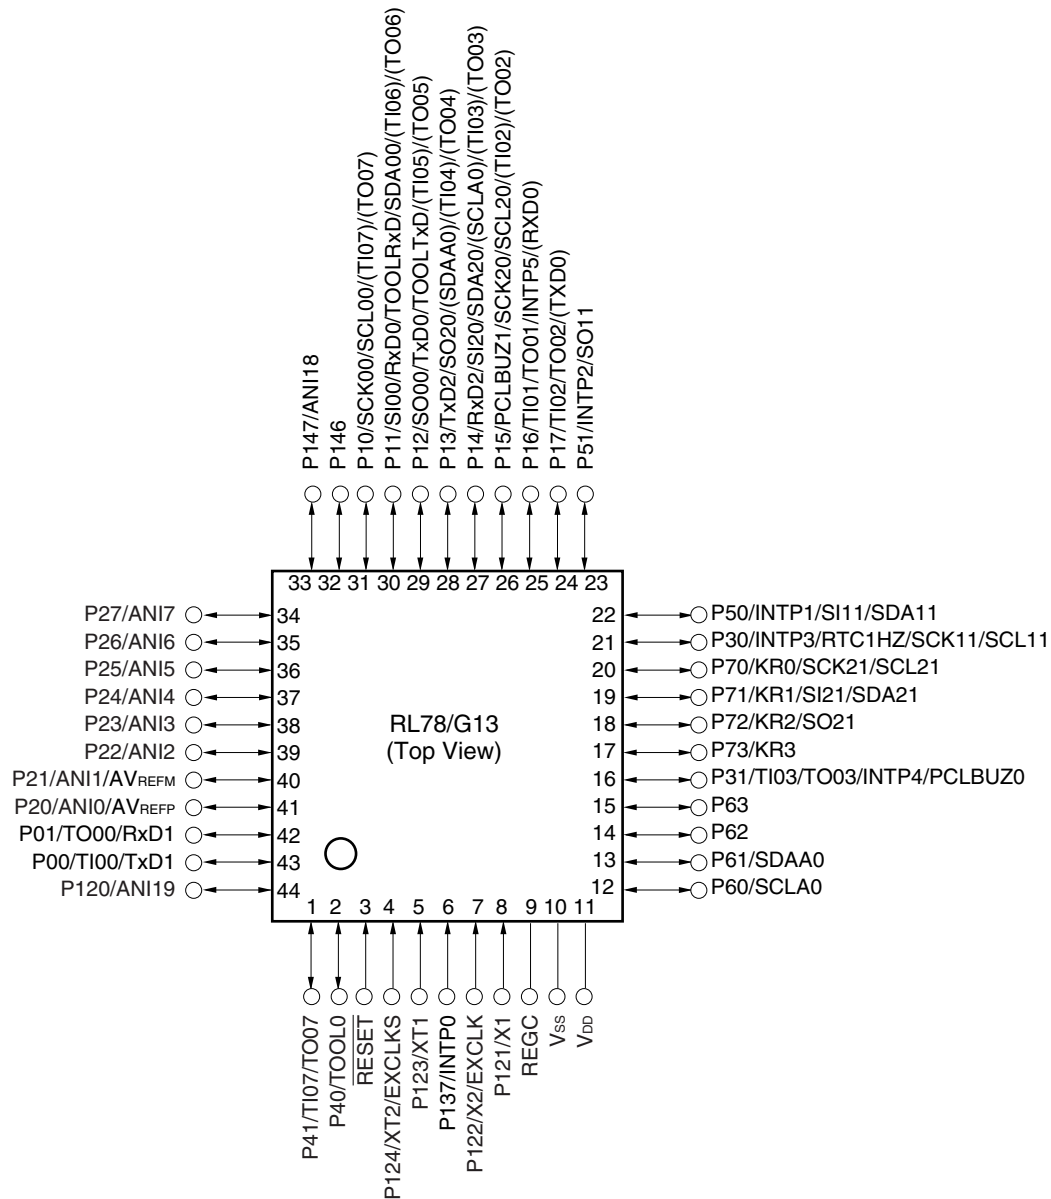 P147/ANI18
P146
P10/SCK00/SCL00/(TI07)/(TO07)
P11/SI00/RxD0/TOOLRxD/SDA00/(TI06)/(TO06)
P12/SO00/TxD0/TOOLTxD/(TI05)/(TO05)
P13/TxD2/SO20/(SDAA0)/(TI04)/(TO04)
P14/RxD2/SI20/SDA20/(SCLA0)/(TI03)/(TO03)
P15/PCLBUZ1/SCK20/SCL20/(TI02)/(TO02)
P16/TI01/TO01/INTP5/(RXD0)
P17/TI02/TO02/(TXD0)
P51/INTP2/SO11
33 32 31 30 29 28 27 26 25 24 23
P27/ANI7 34
P26/ANI6 35
P25/ANI5 36
P24/ANI4 37
P23/ANI3 38
P22/ANI2 39
P21/ANI1/AVREFM 40
P20/ANI0/AVREFP 41
P01/TO00/RxD1 42
P00/TI00/TxD1 43
P120/ANI19 44
RL78/G13
(Top View)
22 P50/INTP1/SI11/SDA11
21 P30/INTP3/RTC1HZ/SCK11/SCL11
20 P70/KR0/SCK21/SCL21
19 P71/KR1/SI21/SDA21
18 P72/KR2/SO21
17 P73/KR3
16 P31/TI03/TO03/INTP4/PCLBUZ0
15 P63
14 P62
13 P61/SDAA0
12 P60/SCLA0
1 2 3 4 5 6 7 8 9 10 11
P41/TI07/TO07
P40/TOOL0
RESET
P124/XT2/EXCLKS
P123/XT1
P137/INTP0
P122/X2/EXCLK
P121/X1
REGC
VSS
VDD